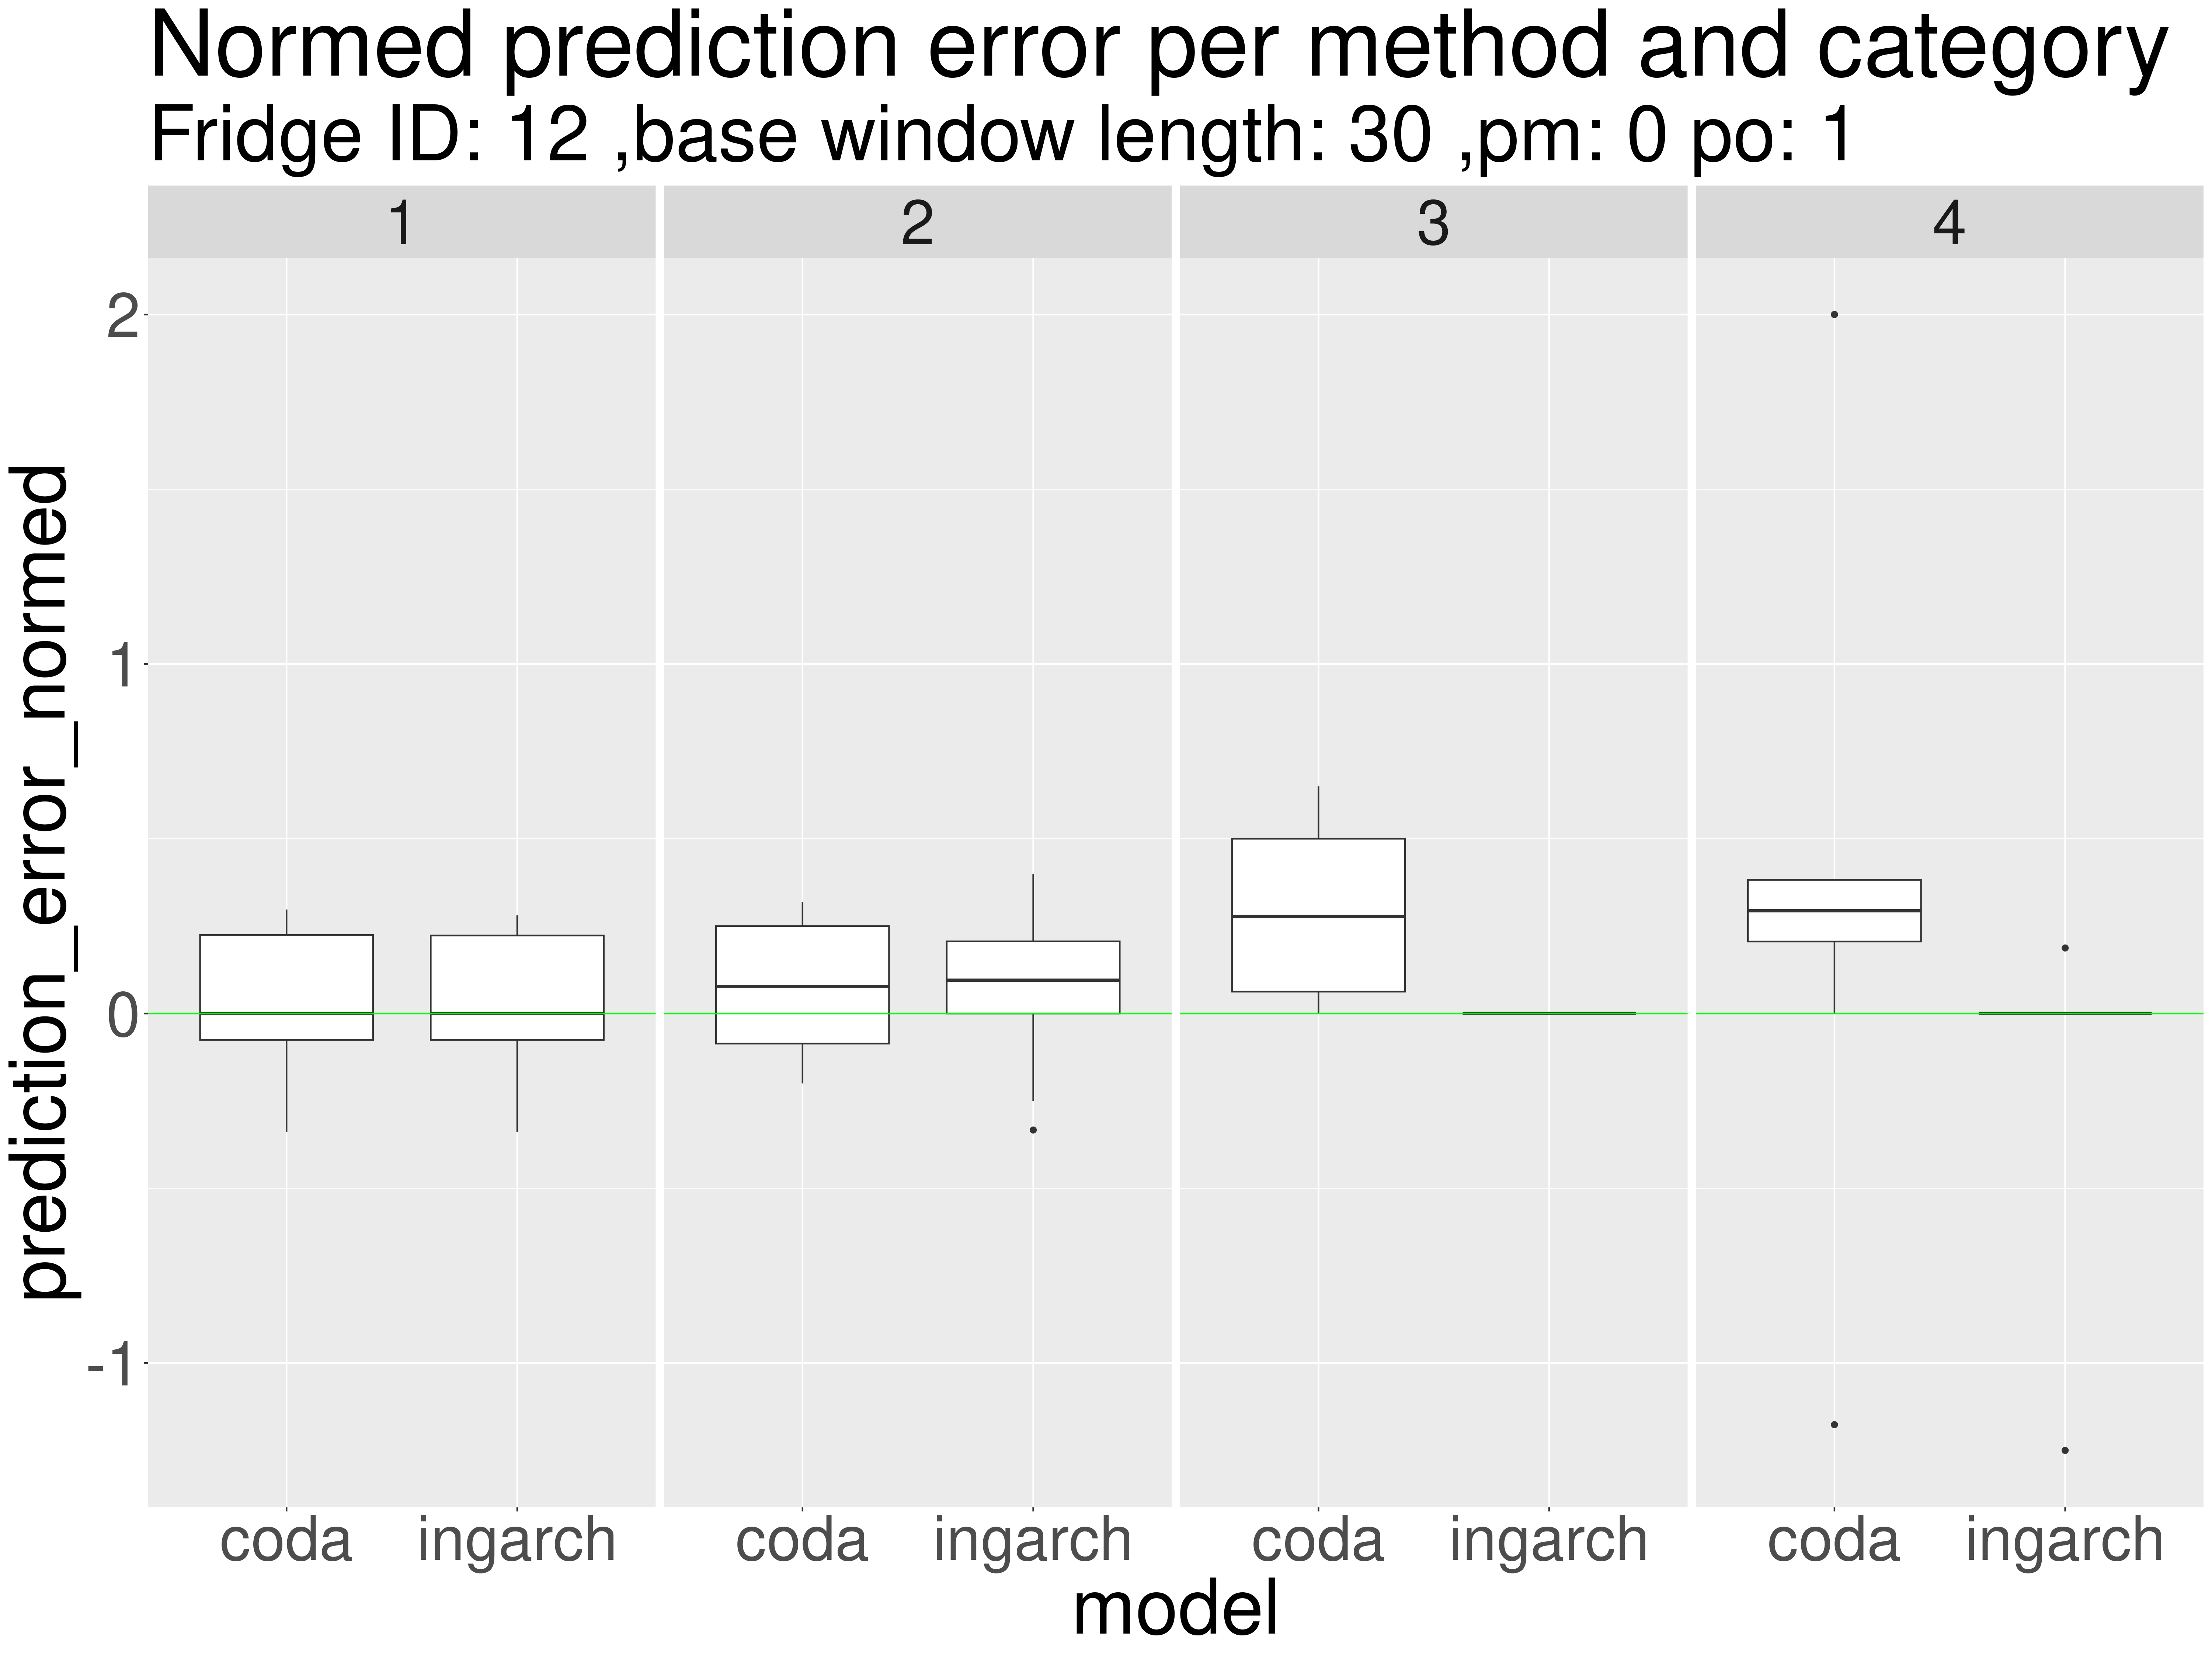 Normed prediction error per method and category
Fridge ID: 12 ,base window length: 30 ,pm: 0 po: 1
1 2 3 4
prediction_error_normed
2
1
0
-1
coda ingarch coda ingarch coda ingarch coda ingarch
model